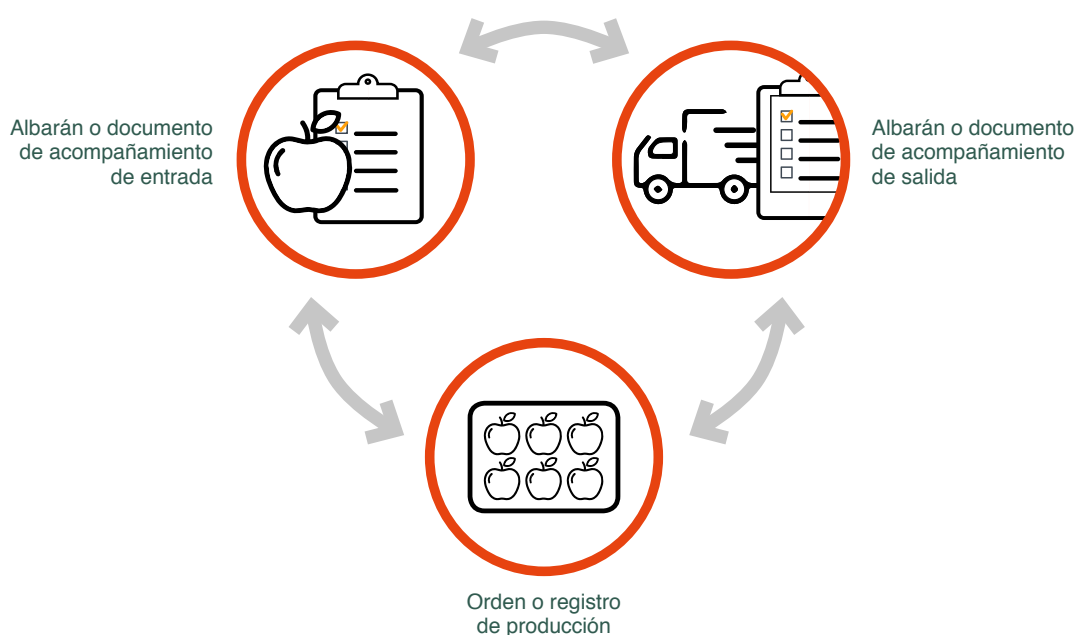 Albarán o documento
de acompañamiento
de entrada
Albarán o documento
de acompañamiento
de salida
Orden o registro
de producción